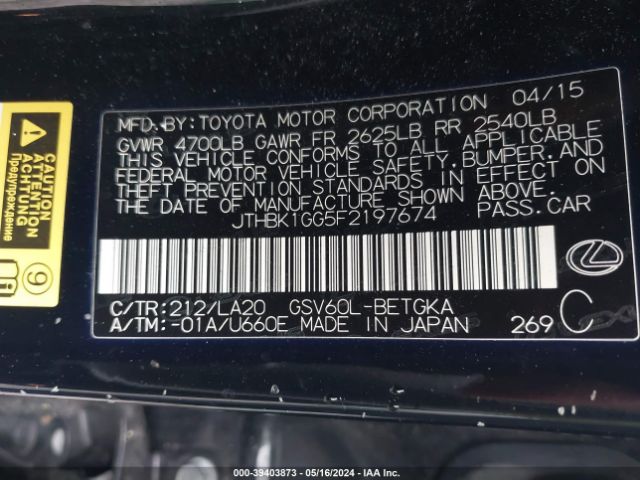 MFD. BY: TOYOTA MOTOR CORPORATION 04/15
GVWR 4700LB GAWR FR 2625LB RR 2540LB
THIS VEHICLE CONFORMS TO ALL APPLICABLE
FEDERAL MOTOR VEHICLE SAFETY, BUMPER, AND
THEFT PREVENTION STANDARDS IN EFFECT ON
THE DATE OF MANUFACTURE SHOWN ABOVE.
JTHBK1GG5F2197674 PASS.CAR
C/TR: 212/LA20 GSV60L-BETGKA
A/TM: -01A/U660E MADE IN JAPAN 269 C
CAUTION
ATTENTION
ACHTUNG
Предупреждение
9
000-39403873 - 05/16/2024 - IAA Inc.